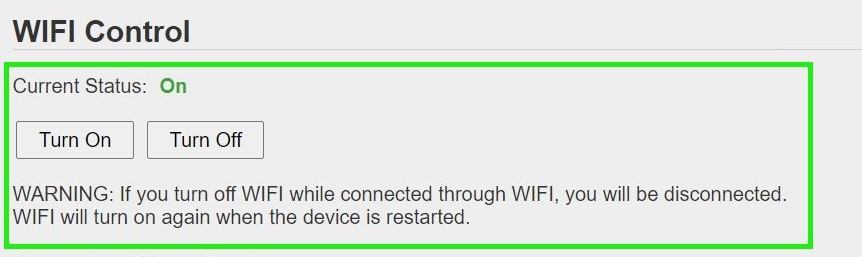 WIFI Control
Current Status: On
Turn On Turn Off
WARNING: If you turn off WIFI while connected through WIFI, you will be disconnected.
WIFI will turn on again when the device is restarted.